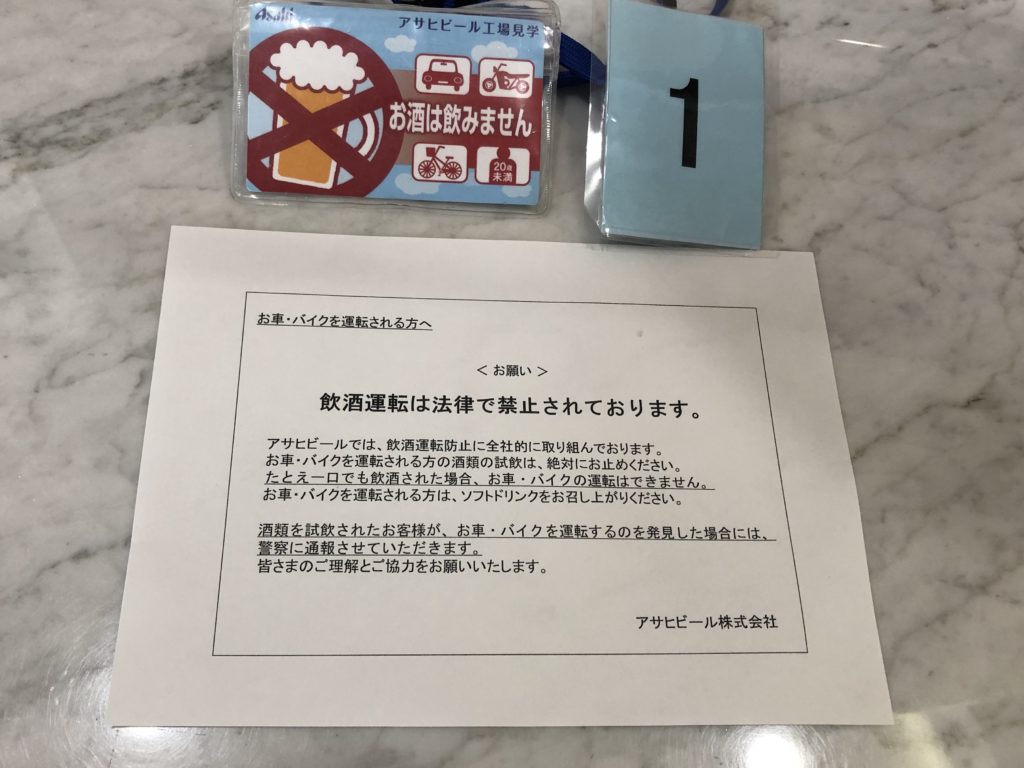 Asahi
アサヒビール工場見学
お酒は飲みません
20歳
未満
1
お車・バイクを運転される方へ
＜ お願い ＞
飲酒運転は法律で禁止されております。
アサヒビールでは、飲酒運転防止に全社的に取り組んでおります。
お車・バイクを運転される方の酒類の試飲は、絶対にお止めください。
たとえ一口でも飲酒された場合、お車・バイクの運転はできません。
お車・バイクを運転される方は、ソフトドリンクをお召し上がりください。
酒類を試飲されたお客様が、お車・バイクを運転するのを発見した場合には、
警察に通報させていただきます。
皆さまのご理解とご協力をお願いいたします。
アサヒビール株式会社